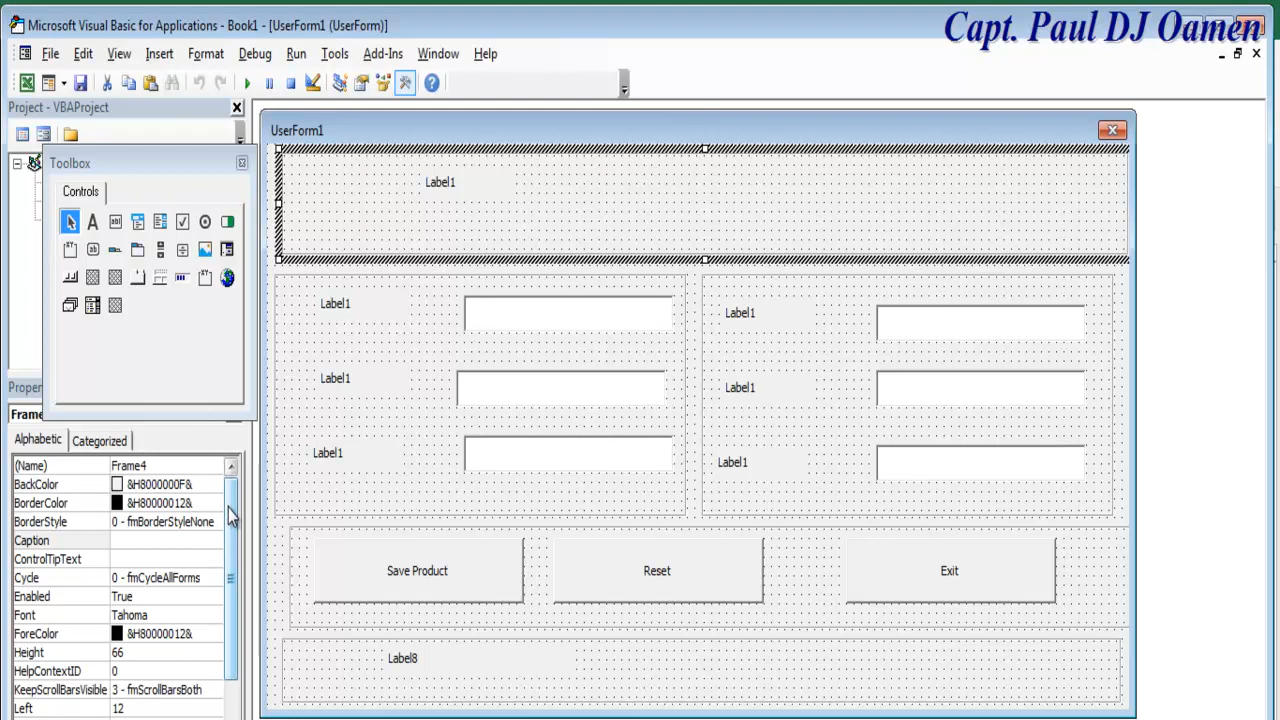 Microsoft Visual Basic for Applications - Book1 - [UserForm1 (UserForm)]
Capt. Paul DJ Oamen
File Edit View Insert Format Debug Run Tools Add-Ins Window Help
Project - VBAProject
UserForm1
Toolbox
Controls
Label1
Label1
Label1
Label1
Label1
Label1
Label1
Save Product Reset Exit
Label8
Proper
Frame
Alphabetic Categorized
(Name) Frame4
BackColor &H8000000F&
BorderColor &H80000012&
BorderStyle 0 - fmBorderStyleNone
Caption
ControlTipText
Cycle 0 - fmCycleAllForms
Enabled True
Font Tahoma
ForeColor &H80000012&
Height 66
HelpContextID 0
KeepScrollBarsVisible 3 - fmScrollBarsBoth
Left 12